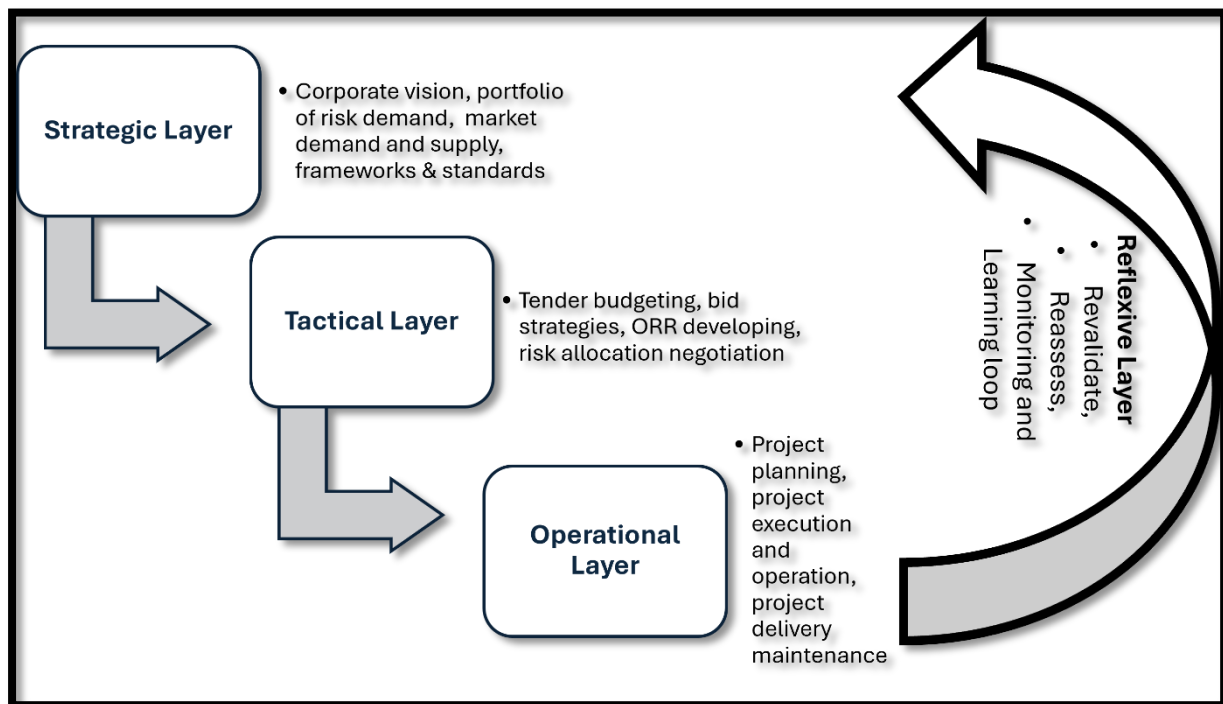 Strategic Layer
• Corporate vision, portfolio
of risk demand, market
demand and supply,
frameworks & standards
Tactical Layer
• Tender budgeting, bid
strategies, ORR developing,
risk allocation negotiation
Operational
Layer
• Project
planning,
project
execution
and
operation,
project
delivery
maintenance
Reflexive Layer
• Revalidate,
• Reassess,
• Monitoring and
Learning loop